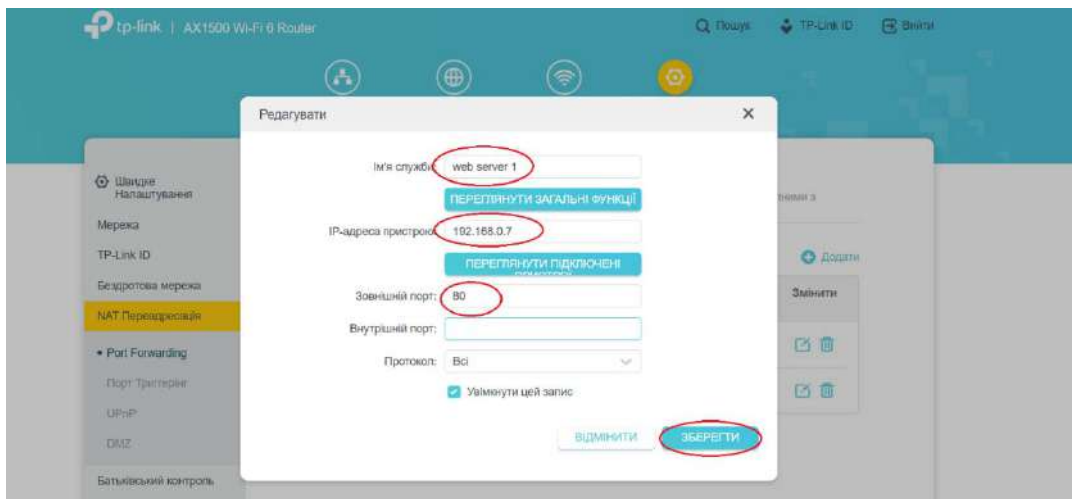 tp-link | AX1500 Wi-Fi 6 Router
Пошук
TP-Link ID
Вийти
Редагувати
Ім'я служби:
web server 1
ПЕРЕГЛЯНУТИ ЗАГАЛЬНІ ФУНКЦІЇ
IP-адреса пристрою:
192.168.0.7
ПЕРЕГЛЯНУТИ ПІДКЛЮЧЕНІ
ПРИСТРОЇ
Зовнішній порт:
80
Внутрішній порт:
Протокол:
Всі
Увімкнути цей запис
ВІДМІНИТИ
ЗБЕРЕГТИ
Швидке
Налаштування
Мережа
TP-Link ID
Бездротова мережа
NAT Переадресація
• Port Forwarding
Порт Тригерінг
UPnP
DMZ
Батьківський контроль
Додати
Змінити